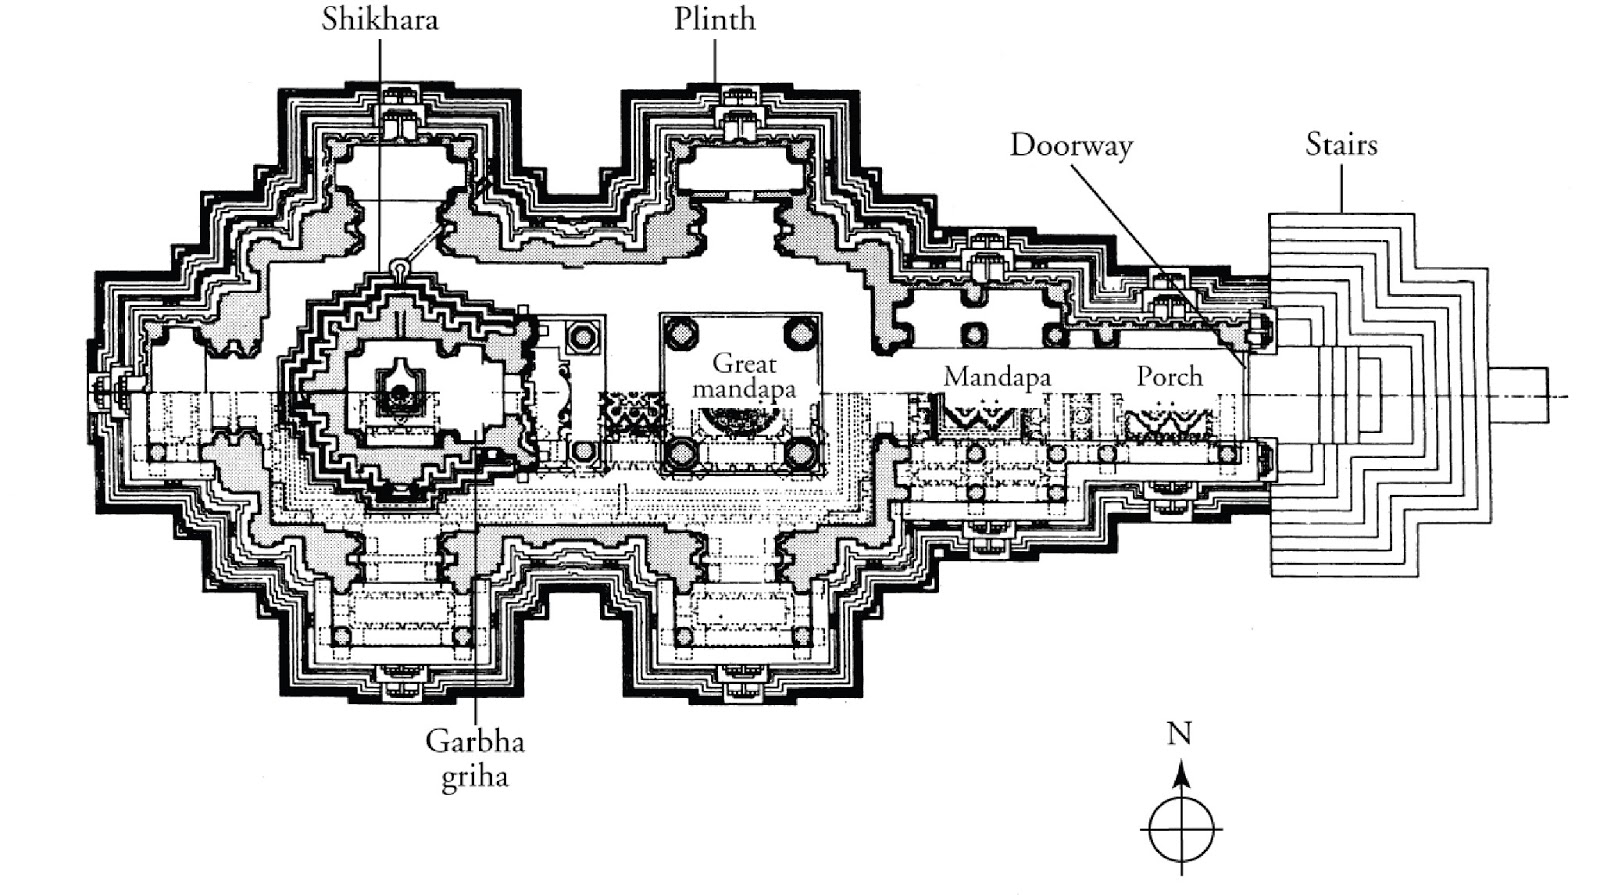 Shikhara
Plinth
Doorway
Stairs
Great
mandapa
Mandapa
Porch
Garbha
griha
N